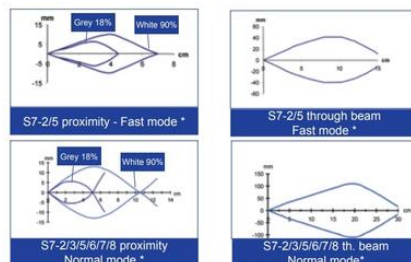 mm
Grey 18%
White 90%
15
10
5
0
-5
-15
cm
2
4
6
8
S7-2/5 proximity - Fast mode *
mm
60
40
20
0
-20
-40
-60
cm
5
10
15
S7-2/5 through beam
Fast mode *
mm
Grey 18%
White 90%
15
10
5
0
-5
-10
-15
cm
2
4
6
8
10
12
14
S7-2/3/5/6/7/8 proximity
Normal mode *
mm
150
100
50
0
-50
-100
cm
5
10
15
20
25
30
S7-2/3/5/6/7/8 th. beam
Normal mode*